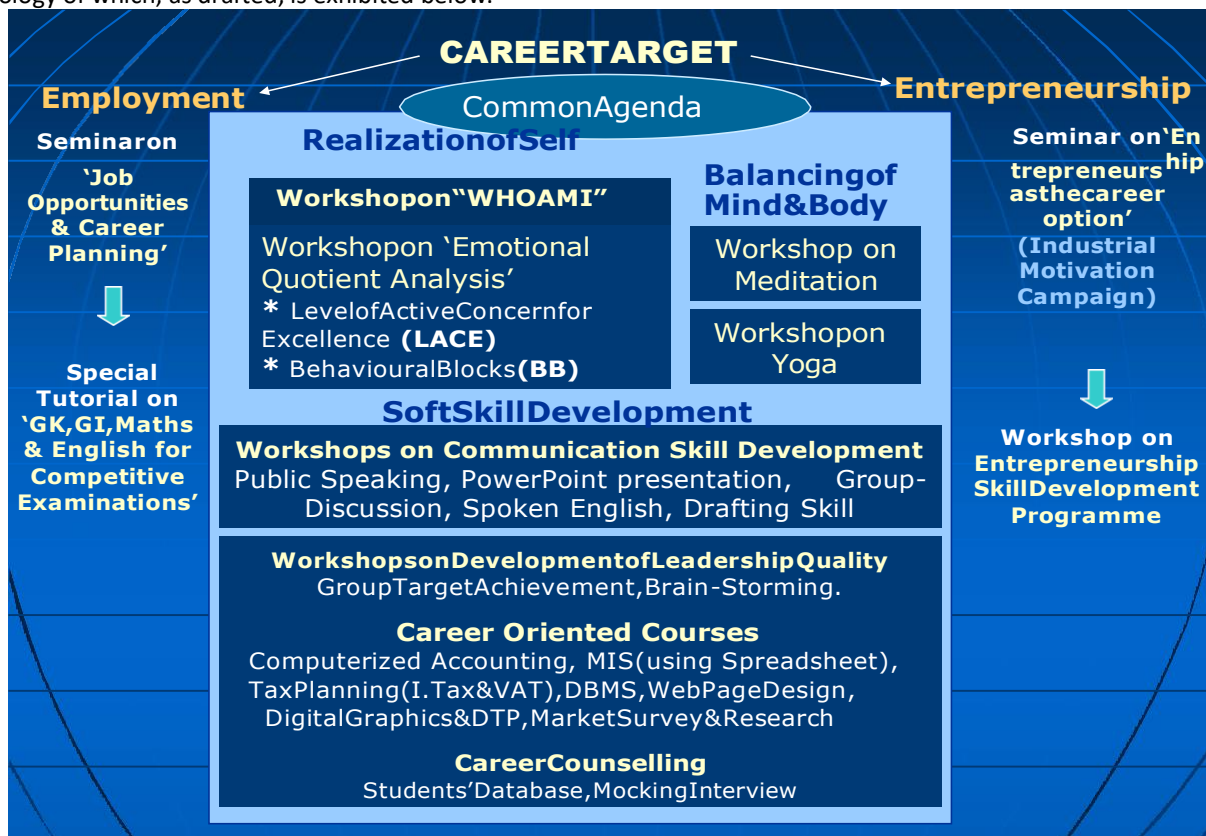 ology of which, as drafted, is exhibited below.
CAREERTARGET
Employment
Entrepreneurship
CommonAgenda
Seminaron
‘Job
Opportunities
& Career
Planning’
Special
Tutorial on
‘GK,GI,Maths
& English for
Competitive
Examinations’
RealizationofSelf
Workshopon“WHOAMI”
Workshopon ‘Emotional
Quotient Analysis’
* LevelofActiveConcernfor
Excellence (LACE)
* BehaviouralBlocks(BB)
Balancingof
Mind&Body
Workshop on
Meditation
Workshopon
Yoga
SoftSkillDevelopment
Workshops on Communication Skill Development
Public Speaking, PowerPoint presentation, Group-
Discussion, Spoken English, Drafting Skill
WorkshopsonDevelopmentofLeadershipQuality
GroupTargetAchievement,Brain-Storming.
Career Oriented Courses
Computerized Accounting, MIS(using Spreadsheet),
TaxPlanning(I.Tax&VAT),DBMS,WebPageDesign,
DigitalGraphics&DTP,MarketSurvey&Research
CareerCounselling
Students’Database,MockingInterview
Seminar on‘En
trepreneurship
asthecareer
option’
(Industrial
Motivation
Campaign)
Workshop on
Entrepreneurship
SkillDevelopment
Programme